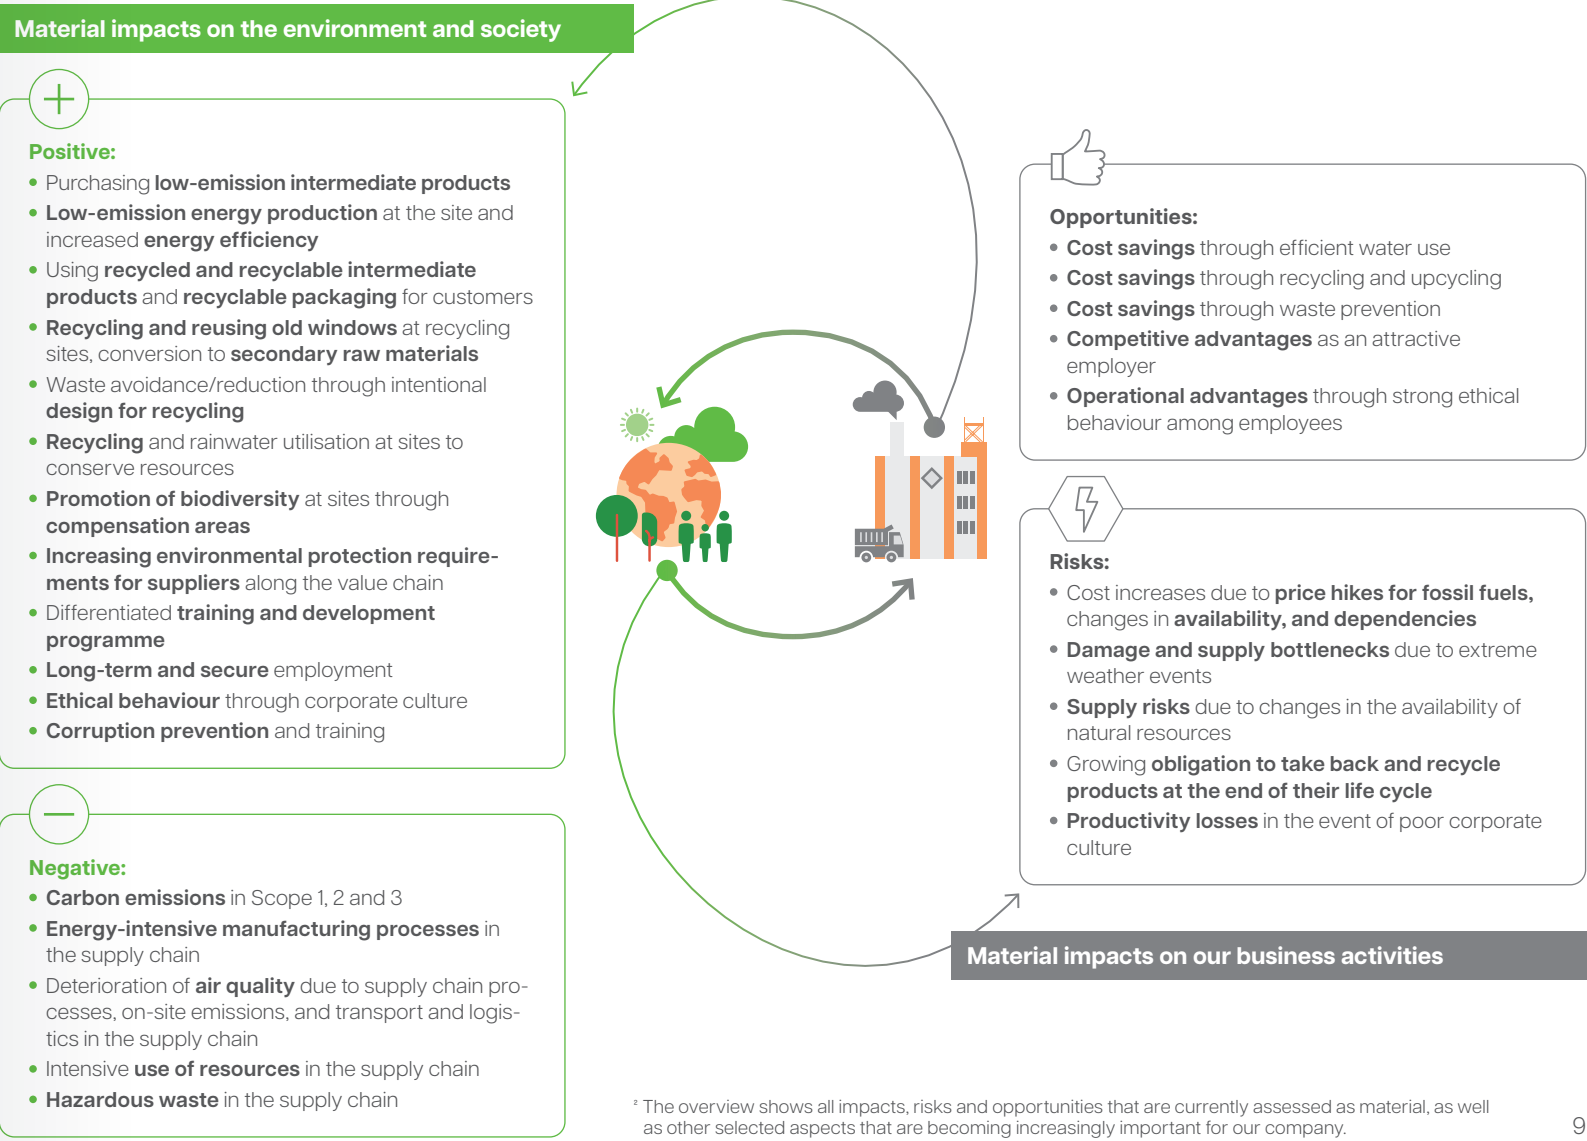 Material impacts on the environment and society
Positive:
• Purchasing low-emission intermediate products
• Low-emission energy production at the site and
increased energy efficiency
• Using recycled and recyclable intermediate
products and recyclable packaging for customers
• Recycling and reusing old windows at recycling
sites, conversion to secondary raw materials
• Waste avoidance/reduction through intentional
design for recycling
• Recycling and rainwater utilisation at sites to
conserve resources
• Promotion of biodiversity at sites through
compensation areas
• Increasing environmental protection require-
ments for suppliers along the value chain
• Differentiated training and development
programme
• Long-term and secure employment
• Ethical behaviour through corporate culture
• Corruption prevention and training
Negative:
• Carbon emissions in Scope 1, 2 and 3
• Energy-intensive manufacturing processes in
the supply chain
• Deterioration of air quality due to supply chain pro-
cesses, on-site emissions, and transport and logis-
tics in the supply chain
• Intensive use of resources in the supply chain
• Hazardous waste in the supply chain
Opportunities:
• Cost savings through efficient water use
• Cost savings through recycling and upcycling
• Cost savings through waste prevention
• Competitive advantages as an attractive
employer
• Operational advantages through strong ethical
behaviour among employees
Risks:
• Cost increases due to price hikes for fossil fuels,
changes in availability, and dependencies
• Damage and supply bottlenecks due to extreme
weather events
• Supply risks due to changes in the availability of
natural resources
• Growing obligation to take back and recycle
products at the end of their life cycle
• Productivity losses in the event of poor corporate
culture
Material impacts on our business activities
² The overview shows all impacts, risks and opportunities that are currently assessed as material, as well
as other selected aspects that are becoming increasingly important for our company.
9